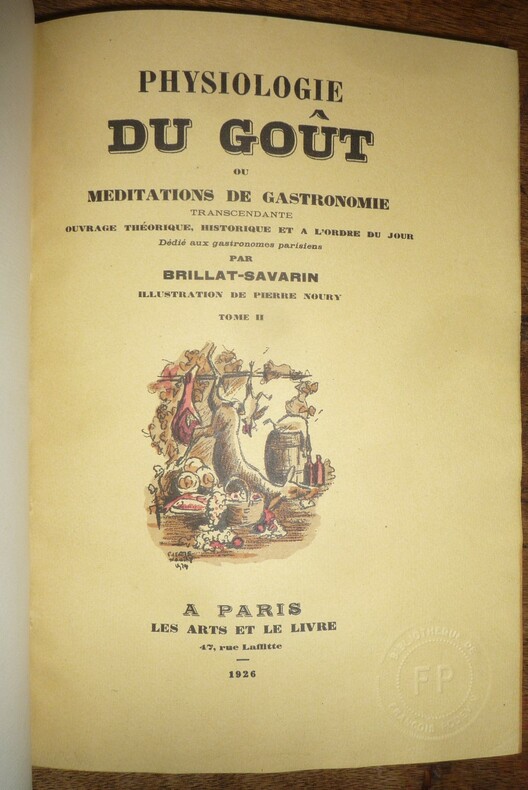 PHYSIOLOGIE
DU GOÛT
OU
MEDITATIONS DE GASTRONOMIE
TRANSCENDANTE
OUVRAGE THÉORIQUE, HISTORIQUE ET A L'ORDRE DU JOUR
Dédié aux gastronomes parisiens
PAR
BRILLAT-SAVARIN
ILLUSTRATION DE PIERRE NOURY
TOME II
A PARIS
LES ARTS ET LE LIVRE
47, rue Laffitte
1926
BIBLIOTHEQUE DE
FP